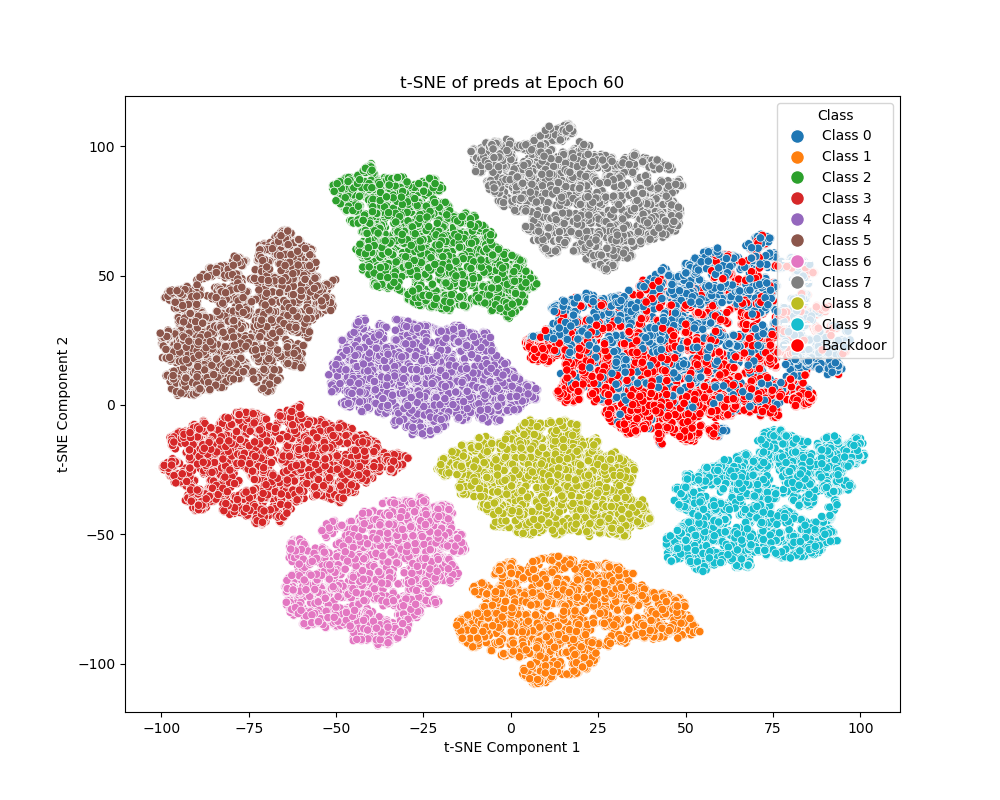 t-SNE of preds at Epoch 60
Class
Class 0
Class 1
Class 2
Class 3
Class 4
Class 5
Class 6
Class 7
Class 8
Class 9
Backdoor
100
50
0
−50
−100
t-SNE Component 2
−100 −75 −50 −25 0 25 50 75 100
t-SNE Component 1